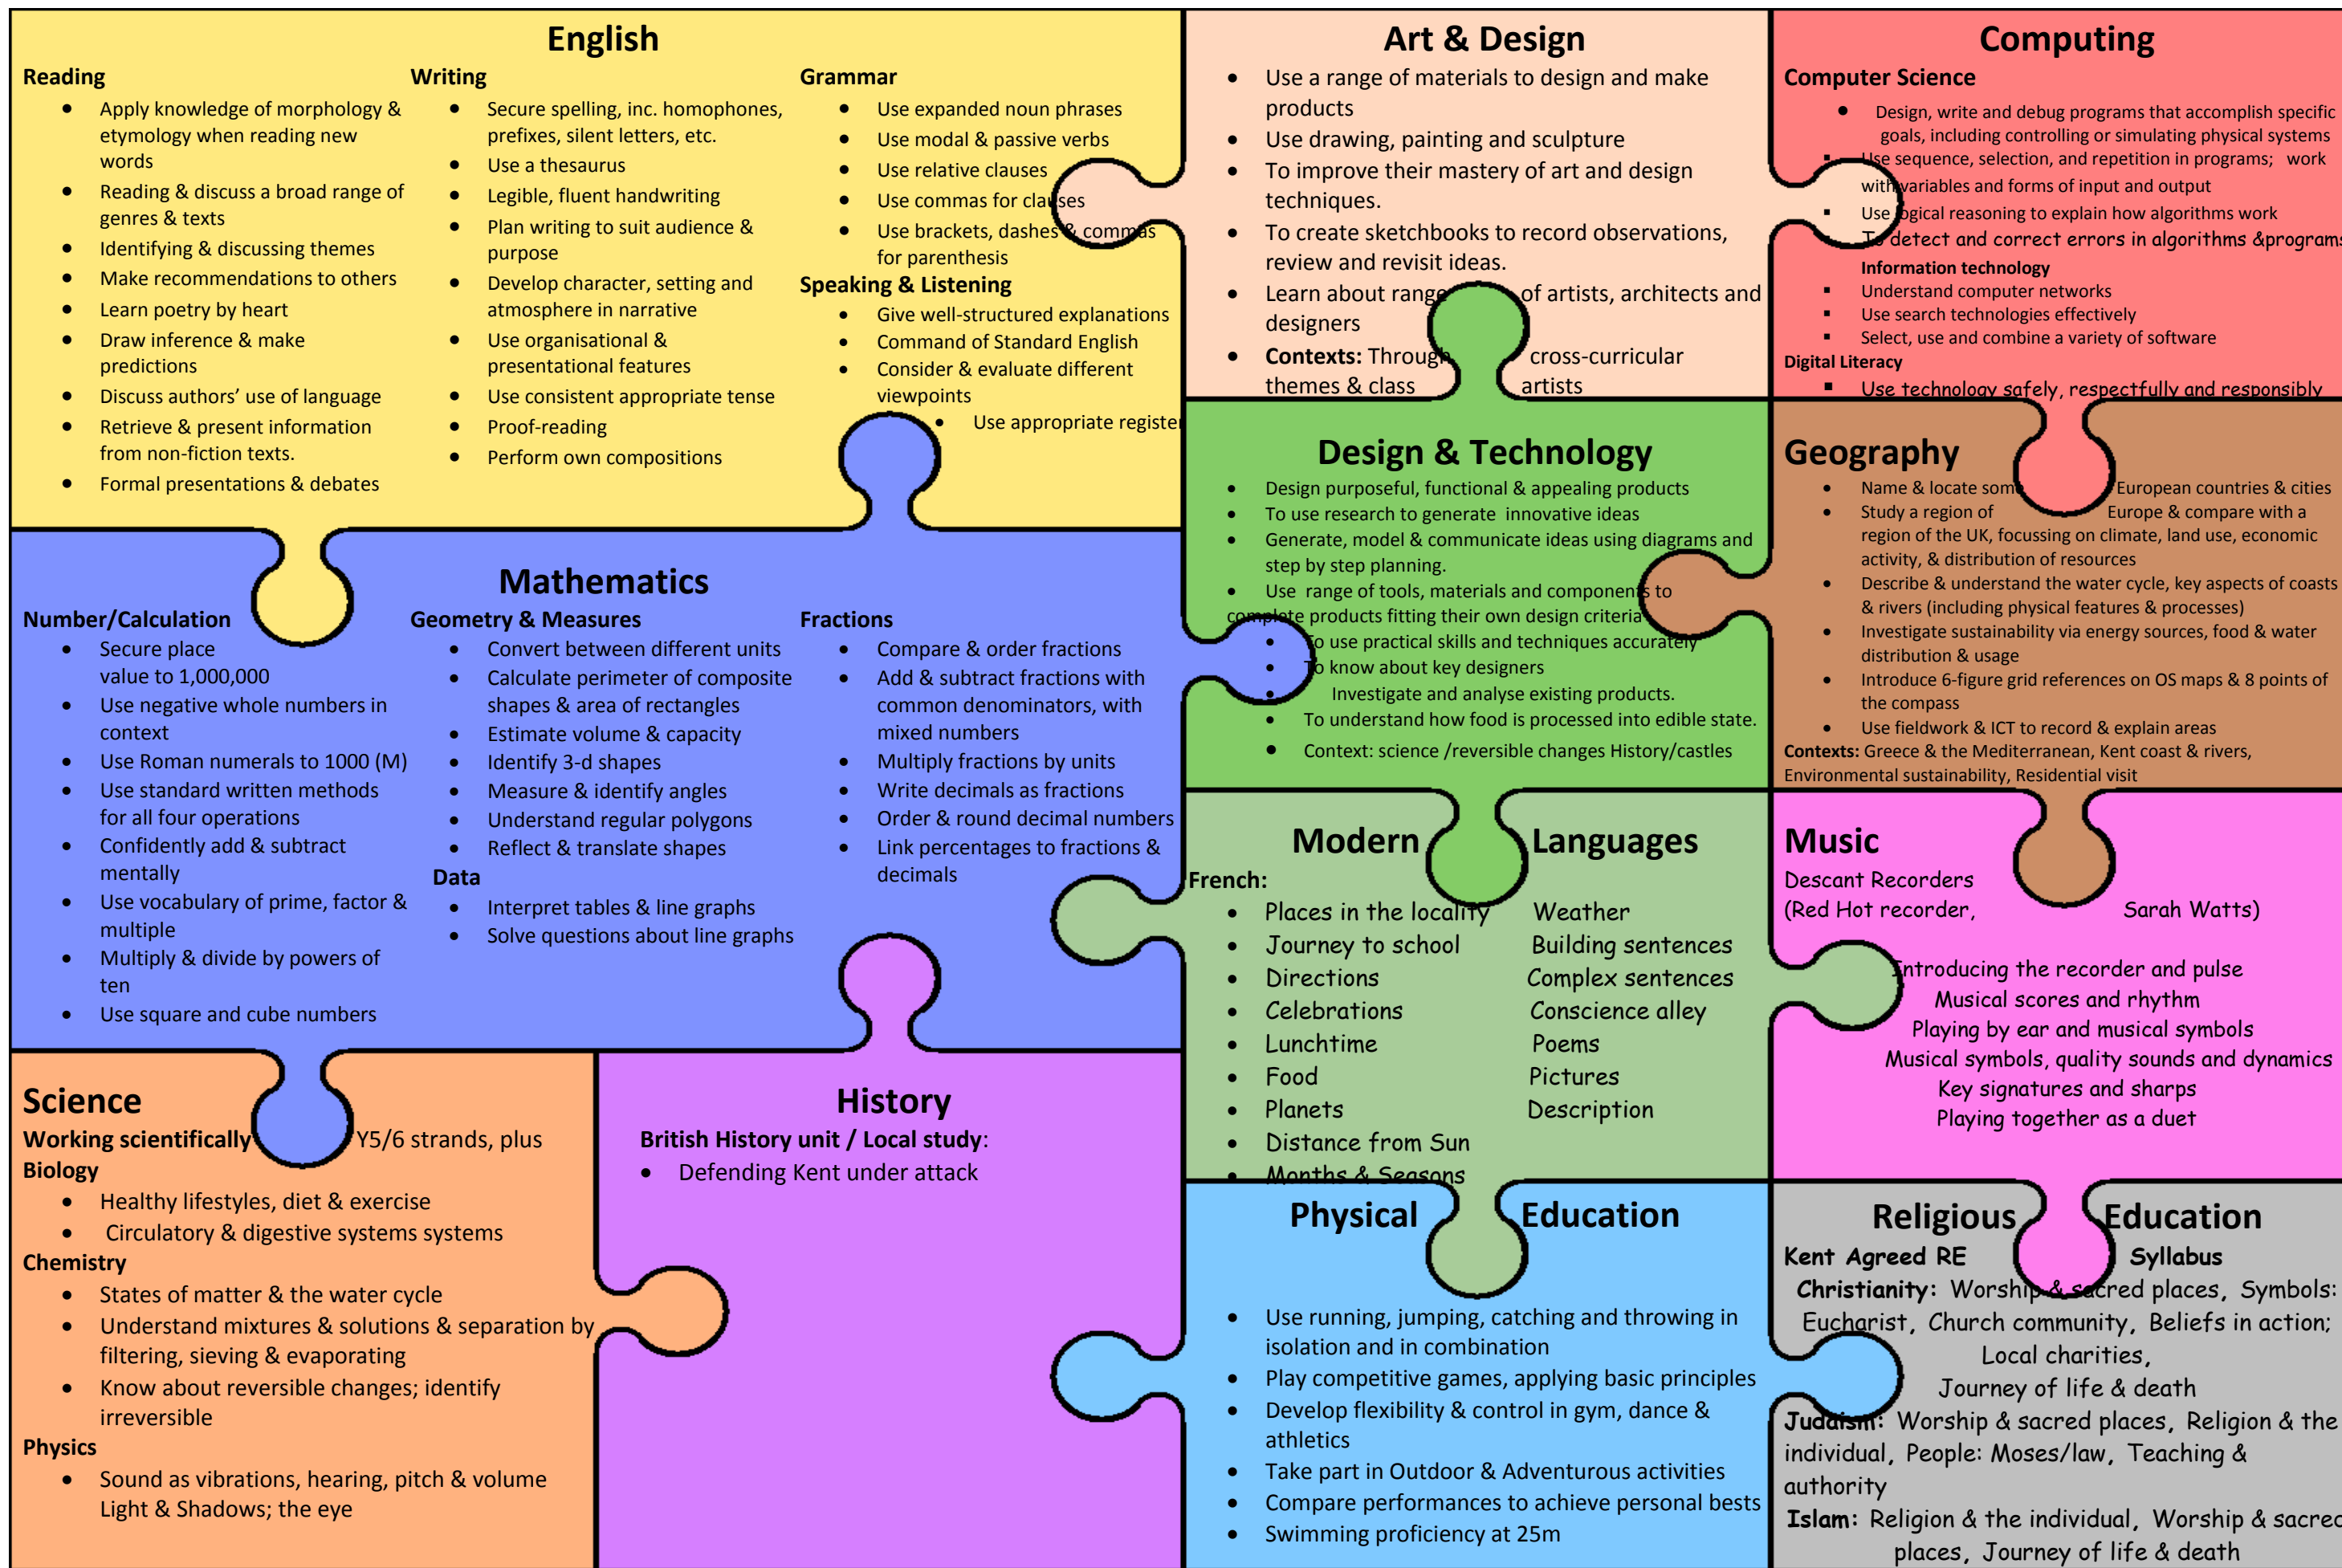 English
Reading
• Apply knowledge of morphology &
etymology when reading new
words
• Reading & discuss a broad range of
genres & texts
• Identifying & discussing themes
• Make recommendations to others
• Learn poetry by heart
• Draw inference & make
predictions
• Discuss authors’ use of language
• Retrieve & present information
from non-fiction texts.
• Formal presentations & debates
Writing
• Secure spelling, inc. homophones,
prefixes, silent letters, etc.
• Use a thesaurus
• Legible, fluent handwriting
• Plan writing to suit audience &
purpose
• Develop character, setting and
atmosphere in narrative
• Use organisational &
presentational features
• Use consistent appropriate tense
• Proof-reading
• Perform own compositions
Grammar
• Use expanded noun phrases
• Use modal & passive verbs
• Use relative clauses
• Use commas for clauses
• Use brackets, dashes & commas
for parenthesis
Speaking & Listening
• Give well-structured explanations
• Command of Standard English
• Consider & evaluate different
viewpoints
• Use appropriate register
Art & Design
• Use a range of materials to design and make
products
• Use drawing, painting and sculpture
• To improve their mastery of art and design
techniques.
• To create sketchbooks to record observations,
review and revisit ideas.
• Learn about range of artists, architects and
designers
• Contexts: Through cross-curricular
themes & class artists
Computing
Computer Science
• Design, write and debug programs that accomplish specific
goals, including controlling or simulating physical systems
▪ Use sequence, selection, and repetition in programs; work
with variables and forms of input and output
▪ Use logical reasoning to explain how algorithms work
To detect and correct errors in algorithms &programs
Information technology
▪ Understand computer networks
▪ Use search technologies effectively
▪ Select, use and combine a variety of software
Digital Literacy
▪ Use technology safely, respectfully and responsibly
Mathematics
Number/Calculation
• Secure place
value to 1,000,000
• Use negative whole numbers in
context
• Use Roman numerals to 1000 (M)
• Use standard written methods
for all four operations
• Confidently add & subtract
mentally
• Use vocabulary of prime, factor &
multiple
• Multiply & divide by powers of
ten
• Use square and cube numbers
Geometry & Measures
• Convert between different units
• Calculate perimeter of composite
shapes & area of rectangles
• Estimate volume & capacity
• Identify 3-d shapes
• Measure & identify angles
• Understand regular polygons
• Reflect & translate shapes
Data
• Interpret tables & line graphs
• Solve questions about line graphs
Fractions
• Compare & order fractions
• Add & subtract fractions with
common denominators, with
mixed numbers
• Multiply fractions by units
• Write decimals as fractions
• Order & round decimal numbers
• Link percentages to fractions &
decimals
Design & Technology
• Design purposeful, functional & appealing products
• To use research to generate innovative ideas
• Generate, model & communicate ideas using diagrams and
step by step planning.
• Use range of tools, materials and components to
complete products fitting their own design criteria
• To use practical skills and techniques accurately
• To know about key designers
• Investigate and analyse existing products.
• To understand how food is processed into edible state.
• Context: science /reversible changes History/castles
Geography
• Name & locate some European countries & cities
• Study a region of Europe & compare with a
region of the UK, focussing on climate, land use, economic
activity, & distribution of resources
• Describe & understand the water cycle, key aspects of coasts
& rivers (including physical features & processes)
• Investigate sustainability via energy sources, food & water
distribution & usage
• Introduce 6-figure grid references on OS maps & 8 points of
the compass
• Use fieldwork & ICT to record & explain areas
Contexts: Greece & the Mediterranean, Kent coast & rivers,
Environmental sustainability, Residential visit
Modern Languages
French:
• Places in the locality Weather
• Journey to school Building sentences
• Directions Complex sentences
• Celebrations Conscience alley
• Lunchtime Poems
• Food Pictures
• Planets Description
• Distance from Sun
• Months & Seasons
Music
Descant Recorders
(Red Hot recorder, Sarah Watts)
Introducing the recorder and pulse
Musical scores and rhythm
Playing by ear and musical symbols
Musical symbols, quality sounds and dynamics
Key signatures and sharps
Playing together as a duet
Science
Working scientifically Y5/6 strands, plus
Biology
• Healthy lifestyles, diet & exercise
• Circulatory & digestive systems systems
Chemistry
• States of matter & the water cycle
• Understand mixtures & solutions & separation by
filtering, sieving & evaporating
• Know about reversible changes; identify
irreversible
Physics
• Sound as vibrations, hearing, pitch & volume
Light & Shadows; the eye
History
British History unit / Local study:
• Defending Kent under attack
Physical Education
• Use running, jumping, catching and throwing in
isolation and in combination
• Play competitive games, applying basic principles
• Develop flexibility & control in gym, dance &
athletics
• Take part in Outdoor & Adventurous activities
• Compare performances to achieve personal bests
• Swimming proficiency at 25m
Religious Education
Kent Agreed RE Syllabus
Christianity: Worship & sacred places, Symbols:
Eucharist, Church community, Beliefs in action;
Local charities,
Journey of life & death
Judaism: Worship & sacred places, Religion & the
individual, People: Moses/law, Teaching &
authority
Islam: Religion & the individual, Worship & sacred
places, Journey of life & death